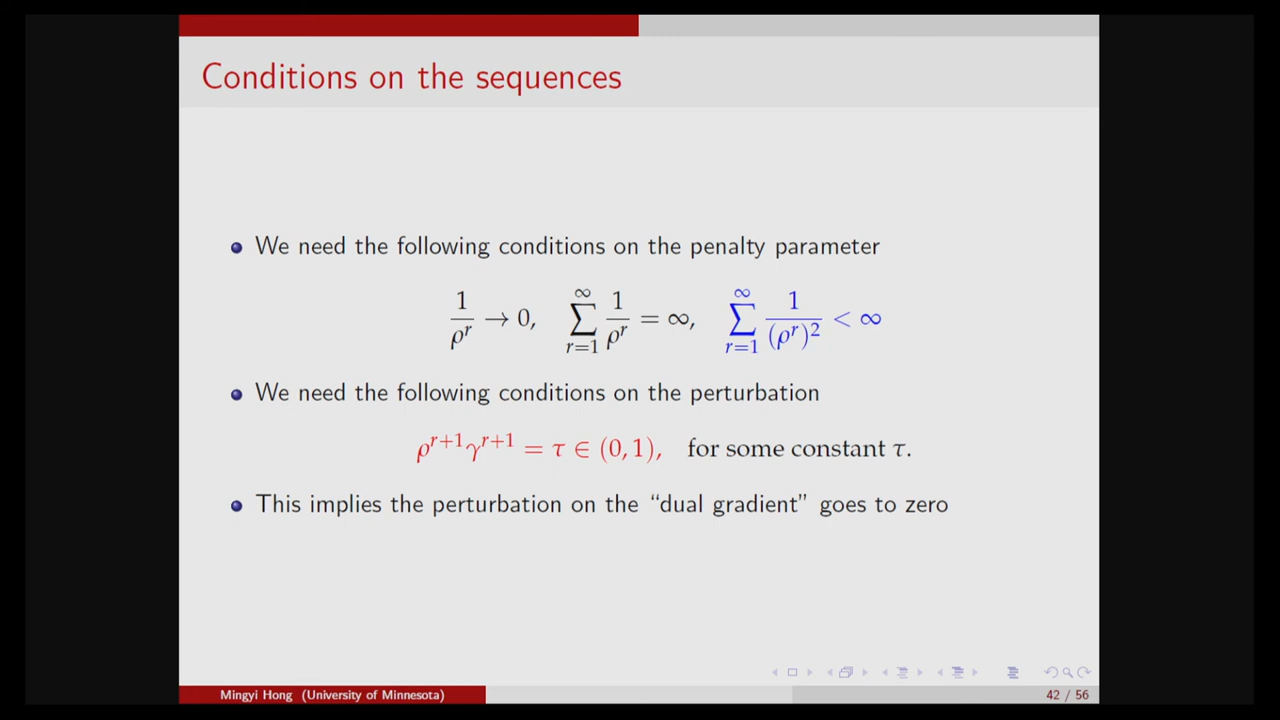 Conditions on the sequences
We need the following conditions on the penalty parameter
1/ρ^r → 0, ∑_{r=1}^{∞} 1/ρ^r = ∞, ∑_{r=1}^{∞} 1/(ρ^r)^2 < ∞
We need the following conditions on the perturbation
ρ^{r+1}γ^{r+1} = τ ∈ (0, 1), for some constant τ.
This implies the perturbation on the “dual gradient” goes to zero
Mingyi Hong (University of Minnesota)
42 / 56